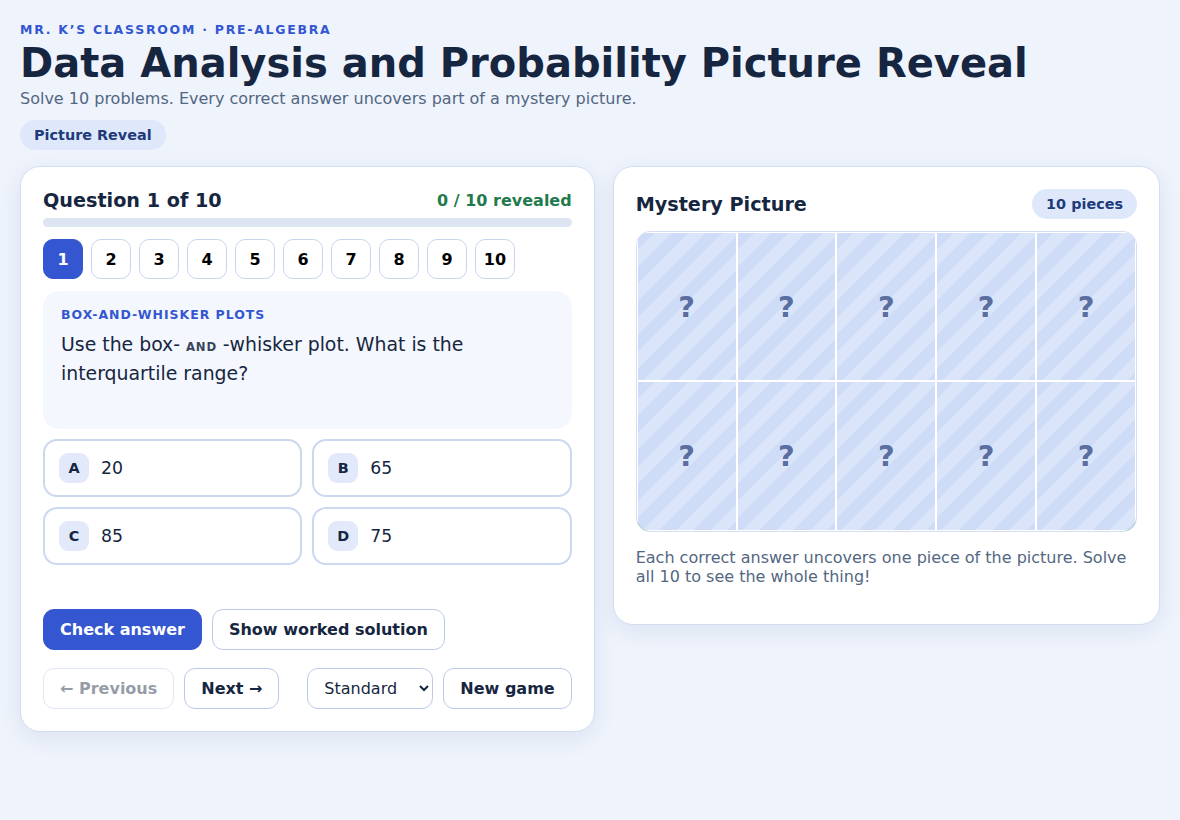 MR. K’S CLASSROOM · PRE-ALGEBRA
Data Analysis and Probability Picture Reveal
Solve 10 problems. Every correct answer uncovers part of a mystery picture.
Picture Reveal
Question 1 of 10
0 / 10 revealed
1 2 3 4 5 6 7 8 9 10
BOX-AND-WHISKER PLOTS
Use the box- AND -whisker plot. What is the
interquartile range?
A 20
B 65
C 85
D 75
Check answer
Show worked solution
← Previous
Next →
Standard
New game
Mystery Picture
10 pieces
? ? ? ? ?
? ? ? ? ?
Each correct answer uncovers one piece of the picture. Solve
all 10 to see the whole thing!